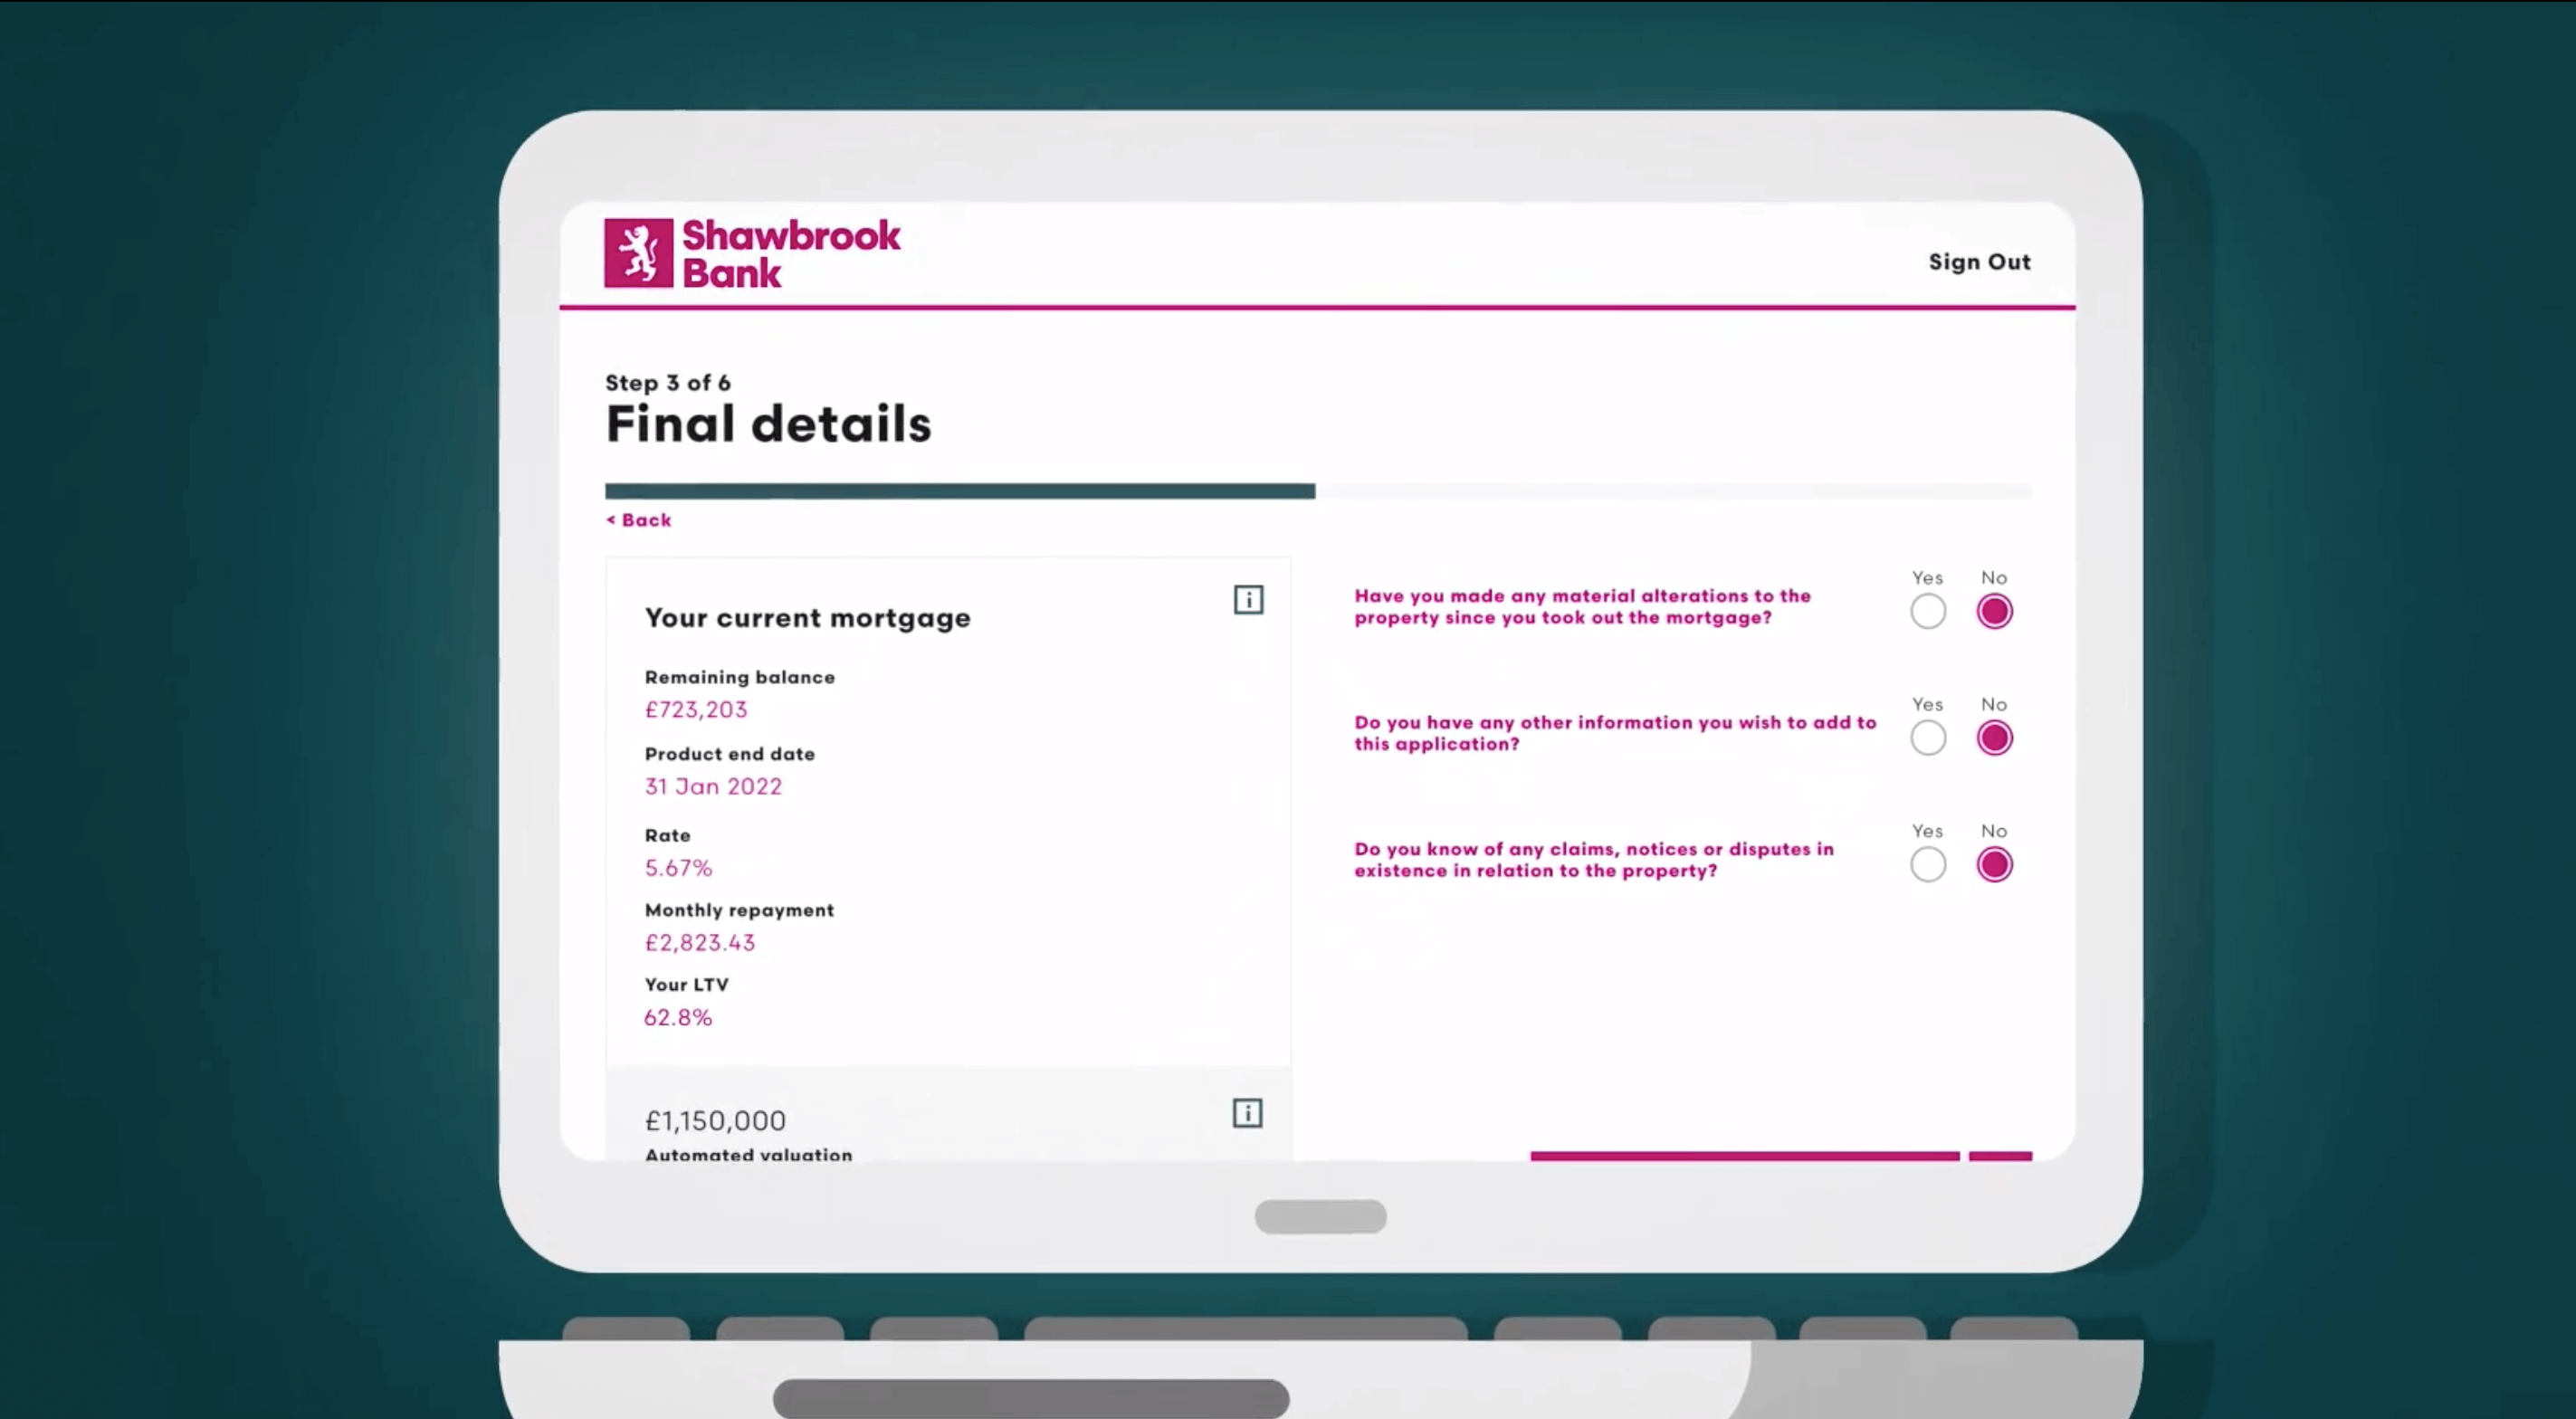 Shawbrook
Bank
Sign Out
Step 3 of 6
Final details
< Back
Your current mortgage
Remaining balance
£723,203
Product end date
31 Jan 2022
Rate
5.67%
Monthly repayment
£2,823.43
Your LTV
62.8%
£1,150,000
Automated valuation
Yes No
Have you made any material alterations to the
property since you took out the mortgage?
Yes No
Do you have any other information you wish to add to
this application?
Yes No
Do you know of any claims, notices or disputes in
existence in relation to the property?